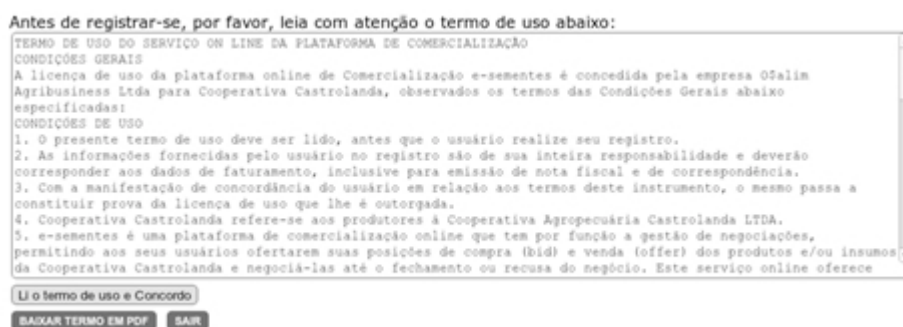 Antes de registrar-se, por favor, leia com atenção o termo de uso abaixo:
TERMO DE USO DO SERVIÇO ON LINE DA PLATAFORMA DE COMERCIALIZAÇÃO
CONDIÇÕES GERAIS
A licença de uso da plataforma online de Comercialização e-sementes é concedida pela empresa O$alim
Agribusiness Ltda para Cooperativa Castrolanda, observados os termos das Condições Gerais abaixo
especificadas:
CONDIÇÕES DE USO
1. O presente termo de uso deve ser lido, antes que o usuário realize seu registro.
2. As informações fornecidas pelo usuário no registro são de sua inteira responsabilidade e deverão
corresponder aos dados de faturamento, inclusive para emissão de nota fiscal e de correspondência.
3. Com a manifestação de concordância do usuário em relação aos termos deste instrumento, o mesmo passa a
constituir prova da licença de uso que lhe é outorgada.
4. Cooperativa Castrolanda refere-se aos produtores á Cooperativa Agropecuária Castrolanda LTDA.
5. e-sementes é uma plataforma de comercialização online que tem por função a gestão de negociações,
permitindo aos seus usuários ofertarem suas posições de compra (bid) e venda (offer) dos produtos e/ou insumos
da Cooperativa Castrolanda e negociá-las até o fechamento ou recusa do negócio. Este serviço online oferece
Li o termo de uso e Concordo
BAIXAR TERMO EM PDF SAIR